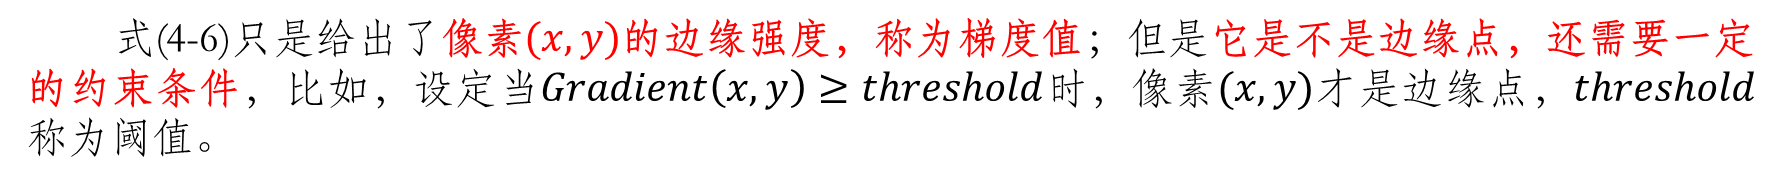 式(4-6)只是给出了像素(x, y)的边缘强度，称为梯度值；但是它是不是边缘点，还需要一定
的约束条件，比如，设定当Gradient(x, y) ≥ threshold时，像素(x, y)才是边缘点，threshold
称为阈值。